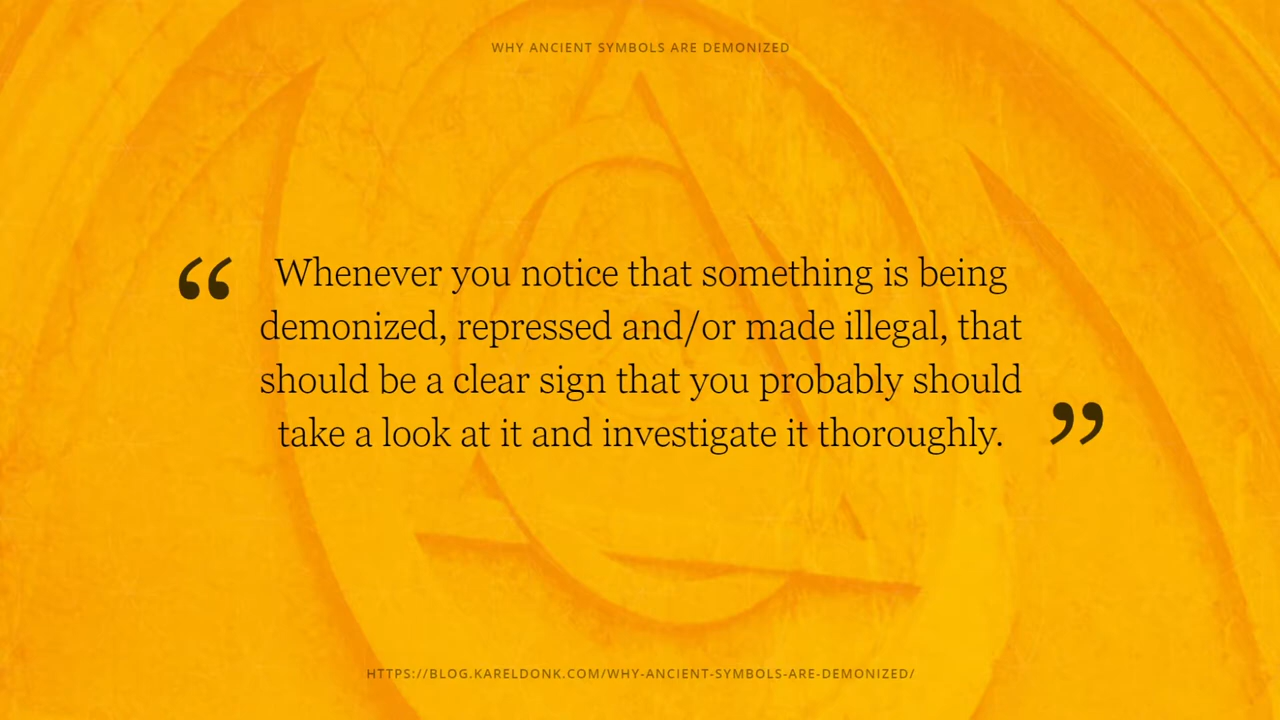 WHY ANCIENT SYMBOLS ARE DEMONIZED
“ Whenever you notice that something is being
demonized, repressed and/or made illegal, that
should be a clear sign that you probably should
take a look at it and investigate it thoroughly. ”
HTTPS://BLOG.KARELDONK.COM/WHY-ANCIENT-SYMBOLS-ARE-DEMONIZED/